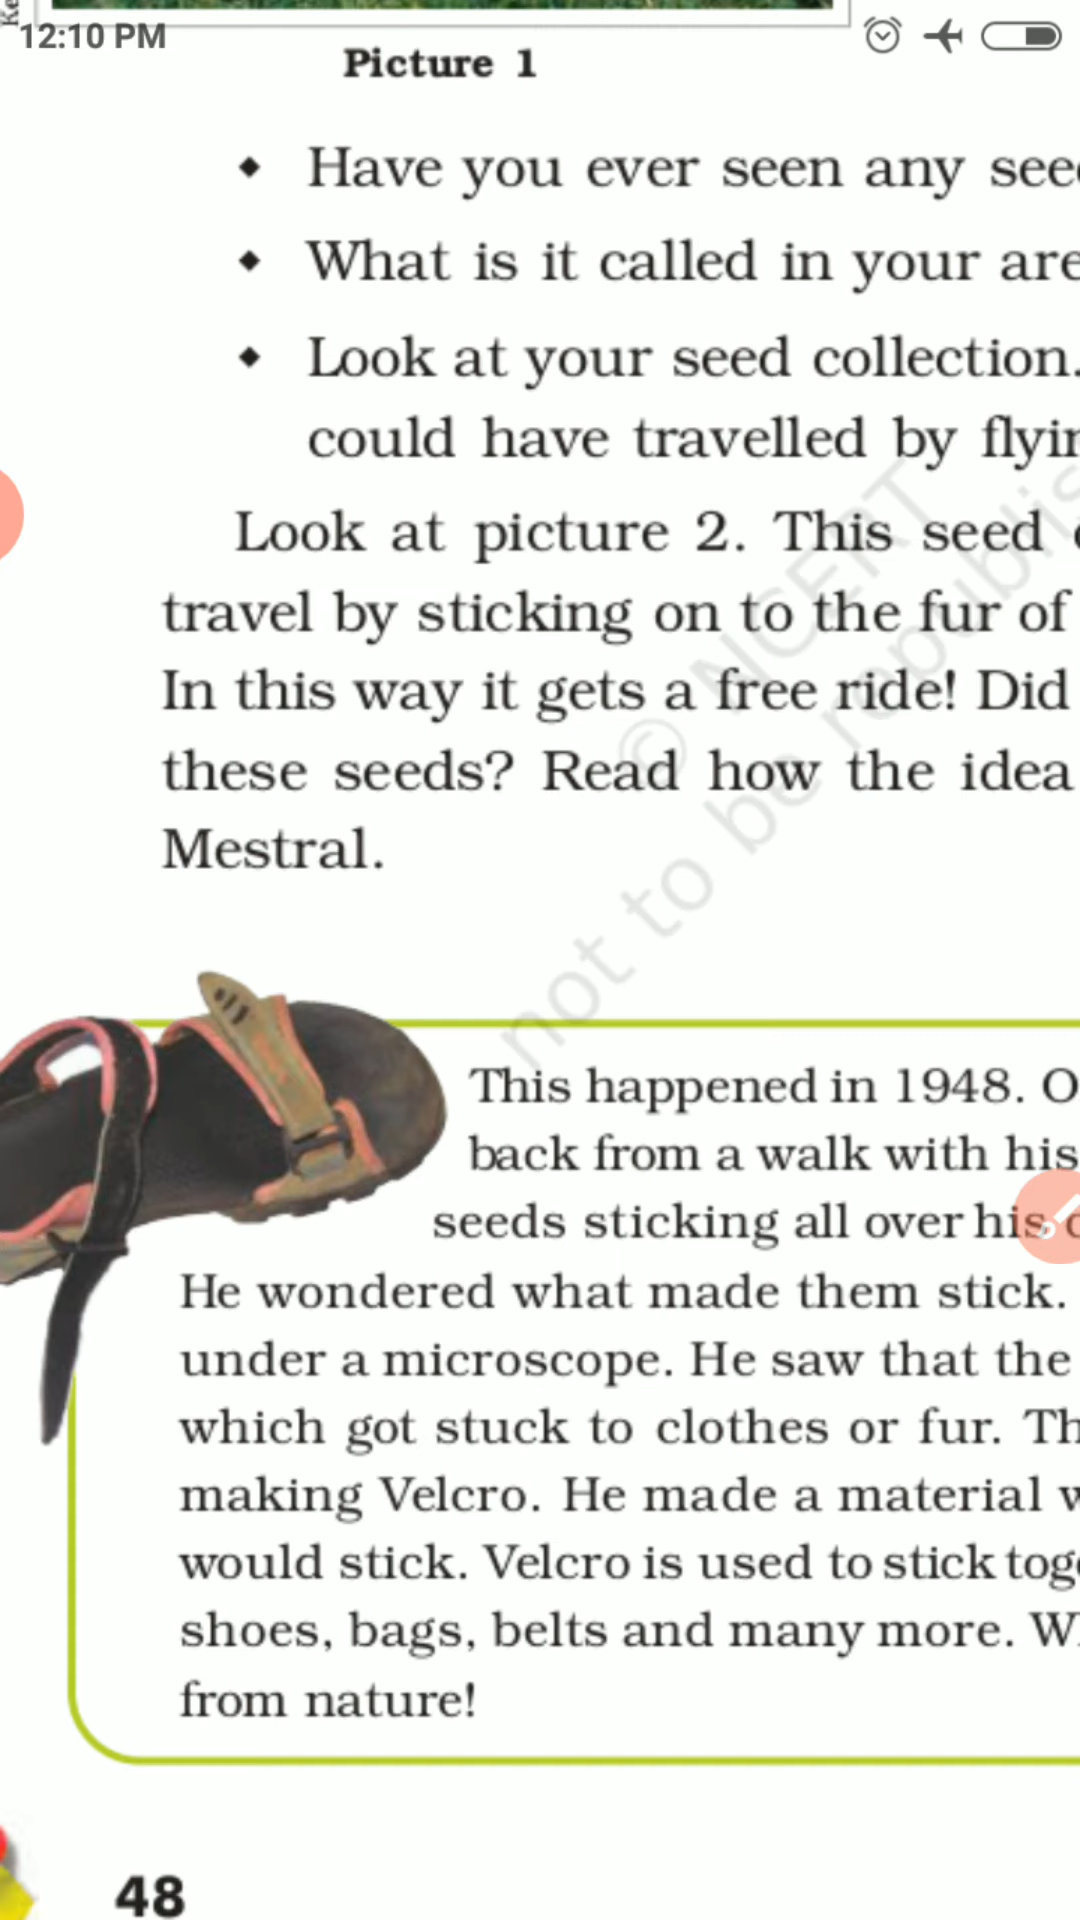 12:10 PM
Picture 1
◆ Have you ever seen any
◆ What is it called in your
◆ Look at your seed collection.
could have travelled by
Look at picture 2. This seed
travel by sticking on to the fur of
In this way it gets a free ride! Did
these seeds? Read how the idea
Mestral.
© NCERT
not to be
This happened in 1948.
back from a walk with his
seeds sticking all over his
He wondered what made them stick.
under a microscope. He saw that the
which got stuck to clothes or fur.
making Velcro. He made a material
would stick. Velcro is used to stick
shoes, bags, belts and many more.
from nature!
48